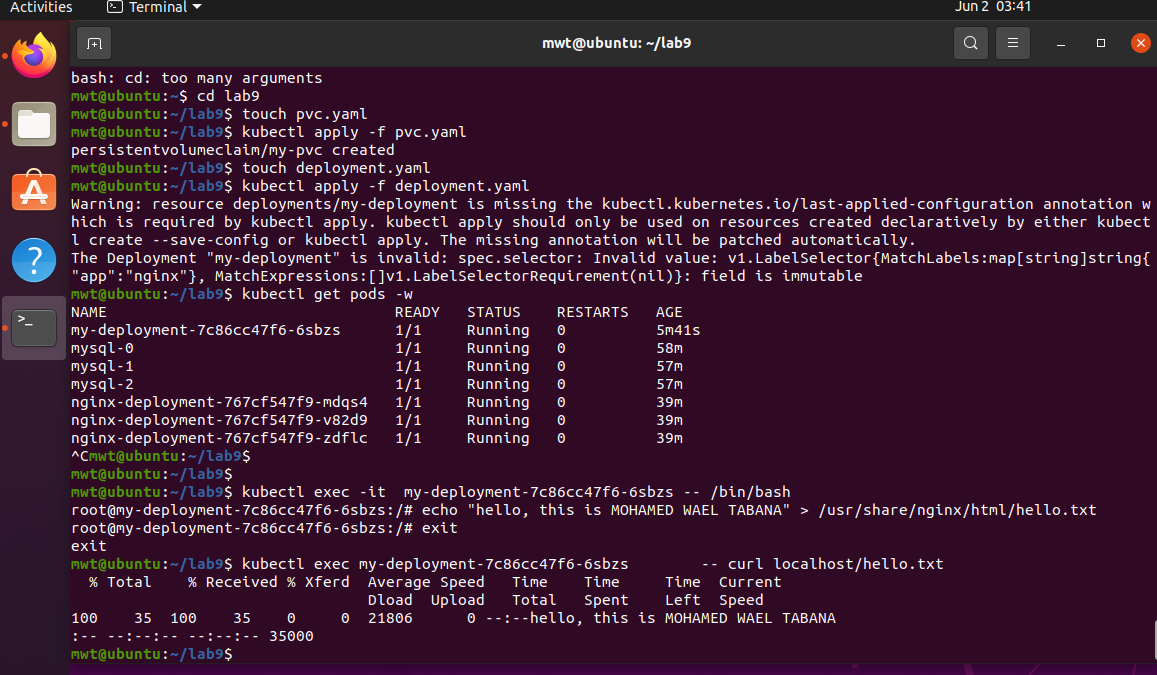 Activities
Terminal
Jun 2 03:41
mwt@ubuntu: ~/lab9
bash: cd: too many arguments
mwt@ubuntu:~$ cd lab9
mwt@ubuntu:~/lab9$ touch pvc.yaml
mwt@ubuntu:~/lab9$ kubectl apply -f pvc.yaml
persistentvolumeclaim/my-pvc created
mwt@ubuntu:~/lab9$ touch deployment.yaml
mwt@ubuntu:~/lab9$ kubectl apply -f deployment.yaml
Warning: resource deployments/my-deployment is missing the kubectl.kubernetes.io/last-applied-configuration annotation w
hich is required by kubectl apply. kubectl apply should only be used on resources created declaratively by either kubect
l create --save-config or kubectl apply. The missing annotation will be patched automatically.
The Deployment "my-deployment" is invalid: spec.selector: Invalid value: v1.LabelSelector{MatchLabels:map[string]string{
"app":"nginx"}, MatchExpressions:[]v1.LabelSelectorRequirement(nil)}: field is immutable
mwt@ubuntu:~/lab9$ kubectl get pods -w
NAME                                READY   STATUS    RESTARTS   AGE
my-deployment-7c86cc47f6-6sbzs      1/1     Running   0          5m41s
mysql-0                             1/1     Running   0          58m
mysql-1                             1/1     Running   0          57m
mysql-2                             1/1     Running   0          57m
nginx-deployment-767cf547f9-mdqs4   1/1     Running   0          39m
nginx-deployment-767cf547f9-v82d9   1/1     Running   0          39m
nginx-deployment-767cf547f9-zdflc   1/1     Running   0          39m
^Cmwt@ubuntu:~/lab9$
mwt@ubuntu:~/lab9$
mwt@ubuntu:~/lab9$ kubectl exec -it  my-deployment-7c86cc47f6-6sbzs -- /bin/bash
root@my-deployment-7c86cc47f6-6sbzs:/# echo "hello, this is MOHAMED WAEL TABANA" > /usr/share/nginx/html/hello.txt
root@my-deployment-7c86cc47f6-6sbzs:/# exit
exit
mwt@ubuntu:~/lab9$ kubectl exec my-deployment-7c86cc47f6-6sbzs        -- curl localhost/hello.txt
  % Total    % Received % Xferd  Average Speed   Time    Time     Time  Current
                                 Dload  Upload   Total   Spent    Left  Speed
100    35  100    35    0     0  21806      0 --:--hello, this is MOHAMED WAEL TABANA
:-- --:--:-- --:--:-- 35000
mwt@ubuntu:~/lab9$